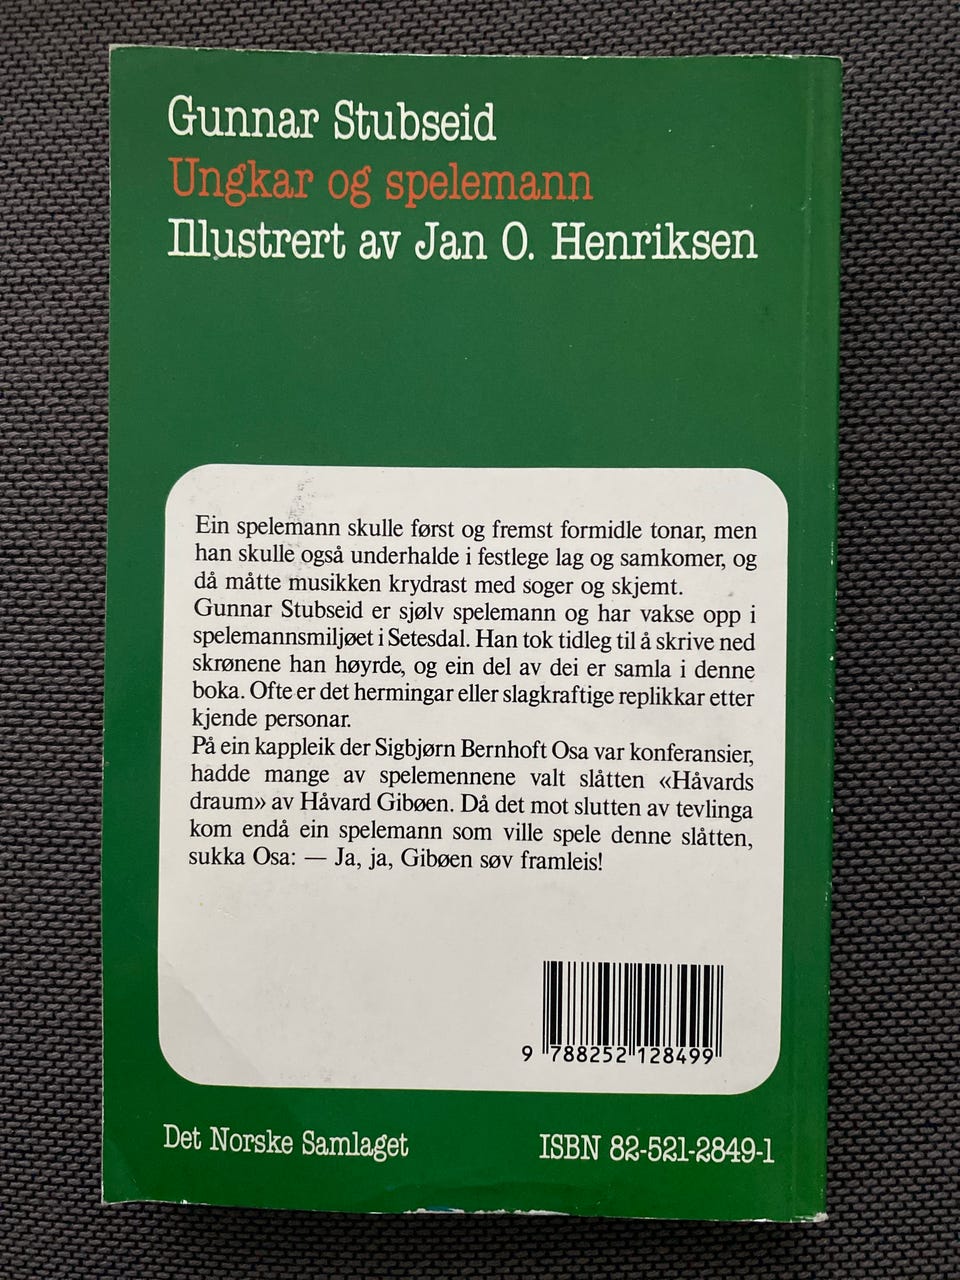 Gunnar Stubseid
Ungkar og spelemann
Illustrert av Jan O. Henriksen
Ein spelemann skulle først og fremst formidle tonar, men
han skulle også underhalde i festlege lag og samkomer, og
då måtte musikken krydrast med soger og skjemt.
Gunnar Stubseid er sjølv spelemann og har vakse opp i
spelemannsmiljøet i Setesdal. Han tok tidleg til å skrive ned
skrønene han høyrde, og ein del av dei er samla i denne
boka. Ofte er det hermingar eller slagkraftige replikkar etter
kjende personar.
På ein kappleik der Sigbjørn Bernhoft Osa var konferansier,
hadde mange av spelemennene valt slåtten «Håvards
draum» av Håvard Gibøen. Då det mot slutten av tevlinga
kom endå ein spelemann som ville spele denne slåtten,
sukka Osa: — Ja, ja, Gibøen søv framleis!
9 788252 128499
Det Norske Samlaget
ISBN 82-521-2849-1